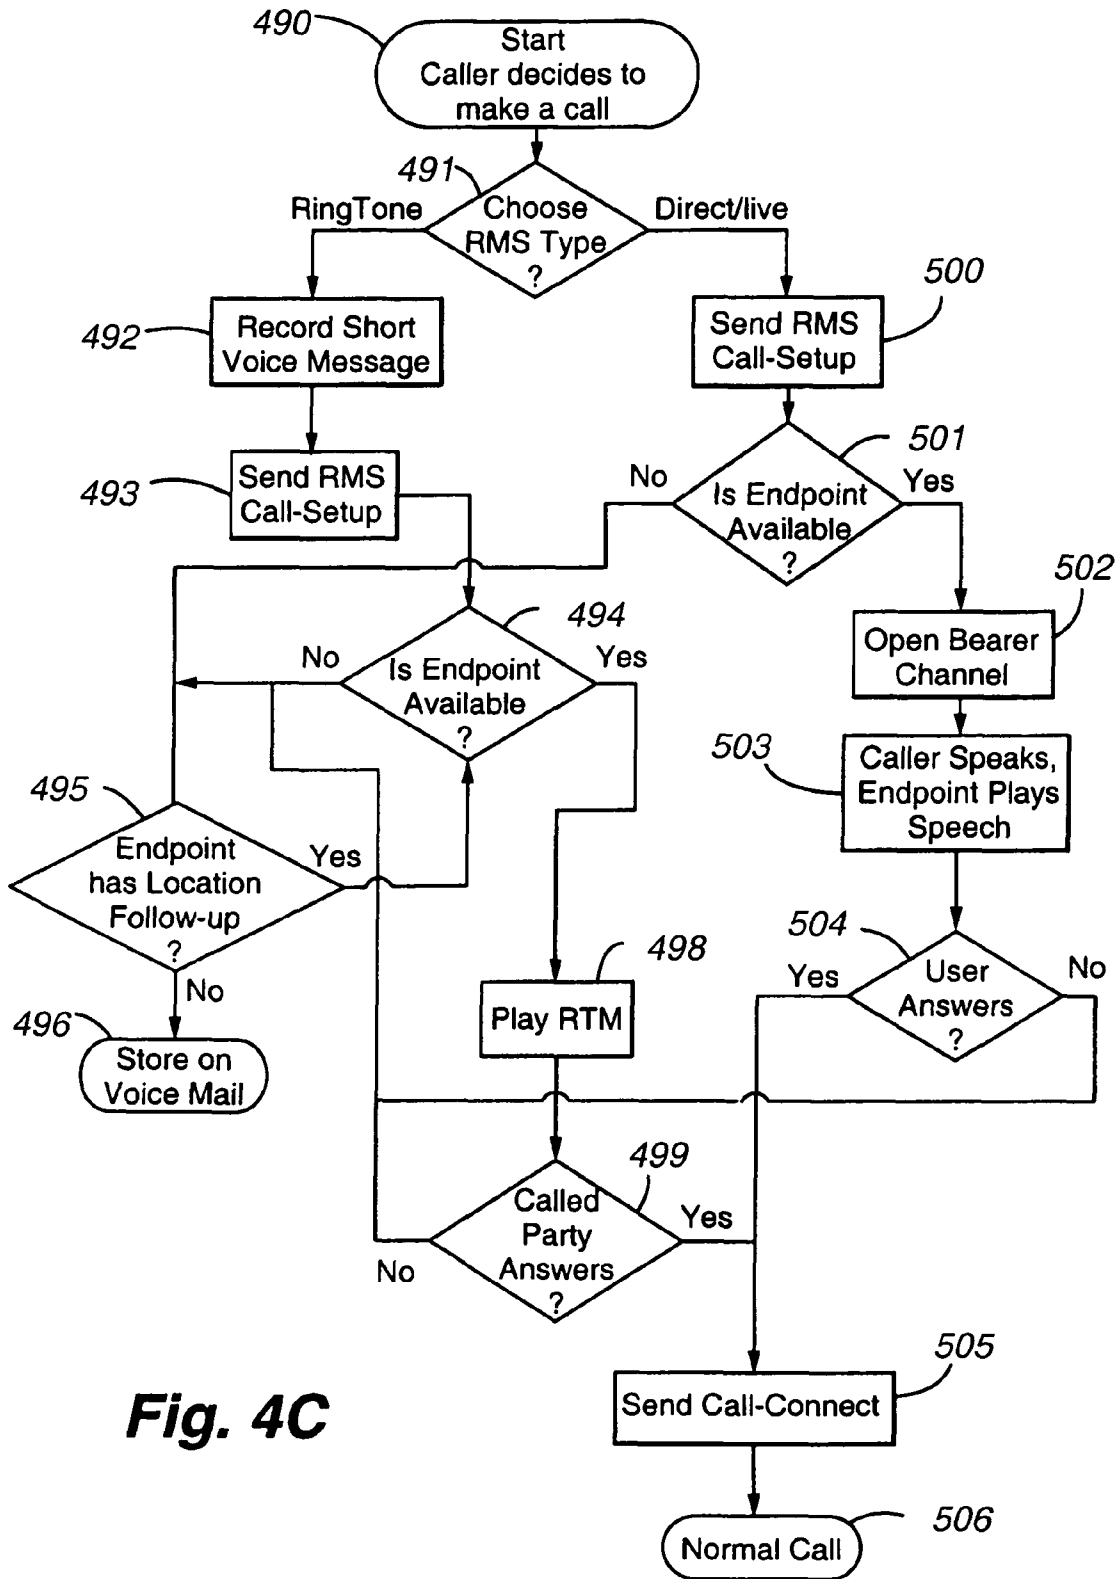 490
Start
Caller decides to
make a call
491
RingTone
Choose
RMS Type
?
Direct/live
492
Record Short
Voice Message
500
Send RMS
Call-Setup
493
Send RMS
Call-Setup
501
No
Is Endpoint
Available
?
Yes
494
No
Is Endpoint
Available
?
Yes
502
Open Bearer
Channel
503
Caller Speaks,
Endpoint Plays
Speech
495
Endpoint
has Location
Follow-up
?
Yes
No
496
Store on
Voice Mail
498
Play RTM
504
Yes
User
Answers
?
No
499
Called
Party
Answers
?
Yes
No
505
Send Call-Connect
506
Normal Call
Fig. 4C